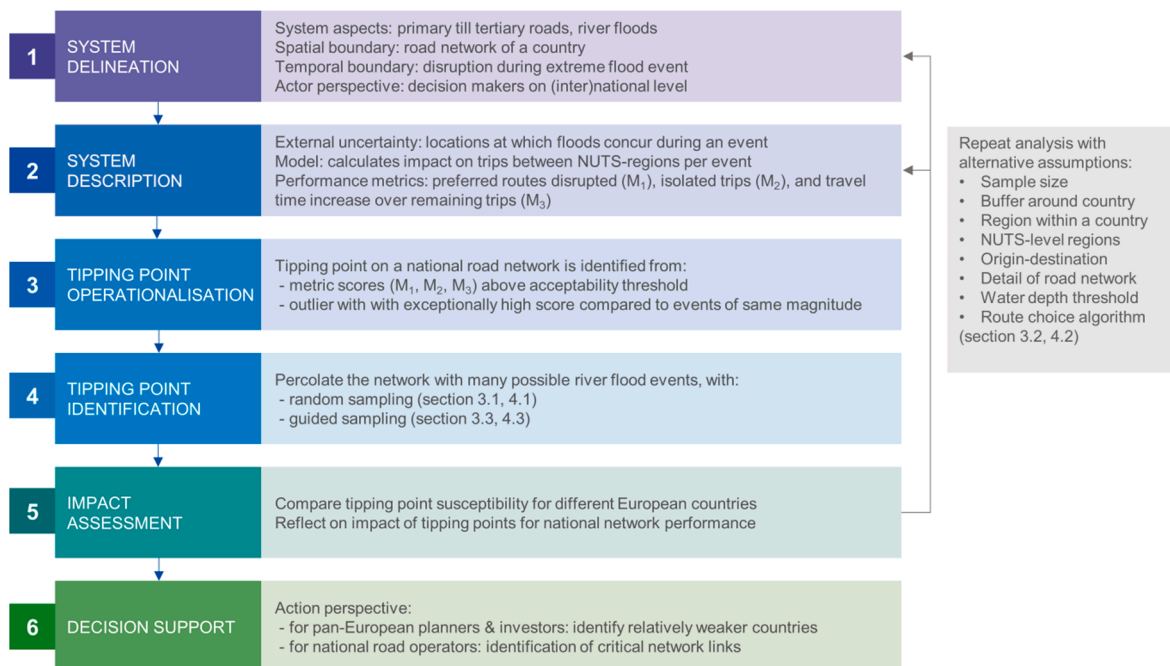 1
SYSTEM
DELINEATION
System aspects: primary till tertiary roads, river floods
Spatial boundary: road network of a country
Temporal boundary: disruption during extreme flood event
Actor perspective: decision makers on (inter)national level
2
SYSTEM
DESCRIPTION
External uncertainty: locations at which floods concur during an event
Model: calculates impact on trips between NUTS-regions per event
Performance metrics: preferred routes disrupted (M₁), isolated trips (M₂), and travel
time increase over remaining trips (M₃)
3
TIPPING POINT
OPERATIONALISATION
Tipping point on a national road network is identified from:
- metric scores (M₁, M₂, M₃) above acceptability threshold
- outlier with with exceptionally high score compared to events of same magnitude
4
TIPPING POINT
IDENTIFICATION
Percolate the network with many possible river flood events, with:
- random sampling (section 3.1, 4.1)
- guided sampling (section 3.3, 4.3)
5
IMPACT
ASSESSMENT
Compare tipping point susceptibility for different European countries
Reflect on impact of tipping points for national network performance
6
DECISION SUPPORT
Action perspective:
- for pan-European planners & investors: identify relatively weaker countries
- for national road operators: identification of critical network links
Repeat analysis with
alternative assumptions:
• Sample size
• Buffer around country
• Region within a country
• NUTS-level regions
• Origin-destination
• Detail of road network
• Water depth threshold
• Route choice algorithm
(section 3.2, 4.2)